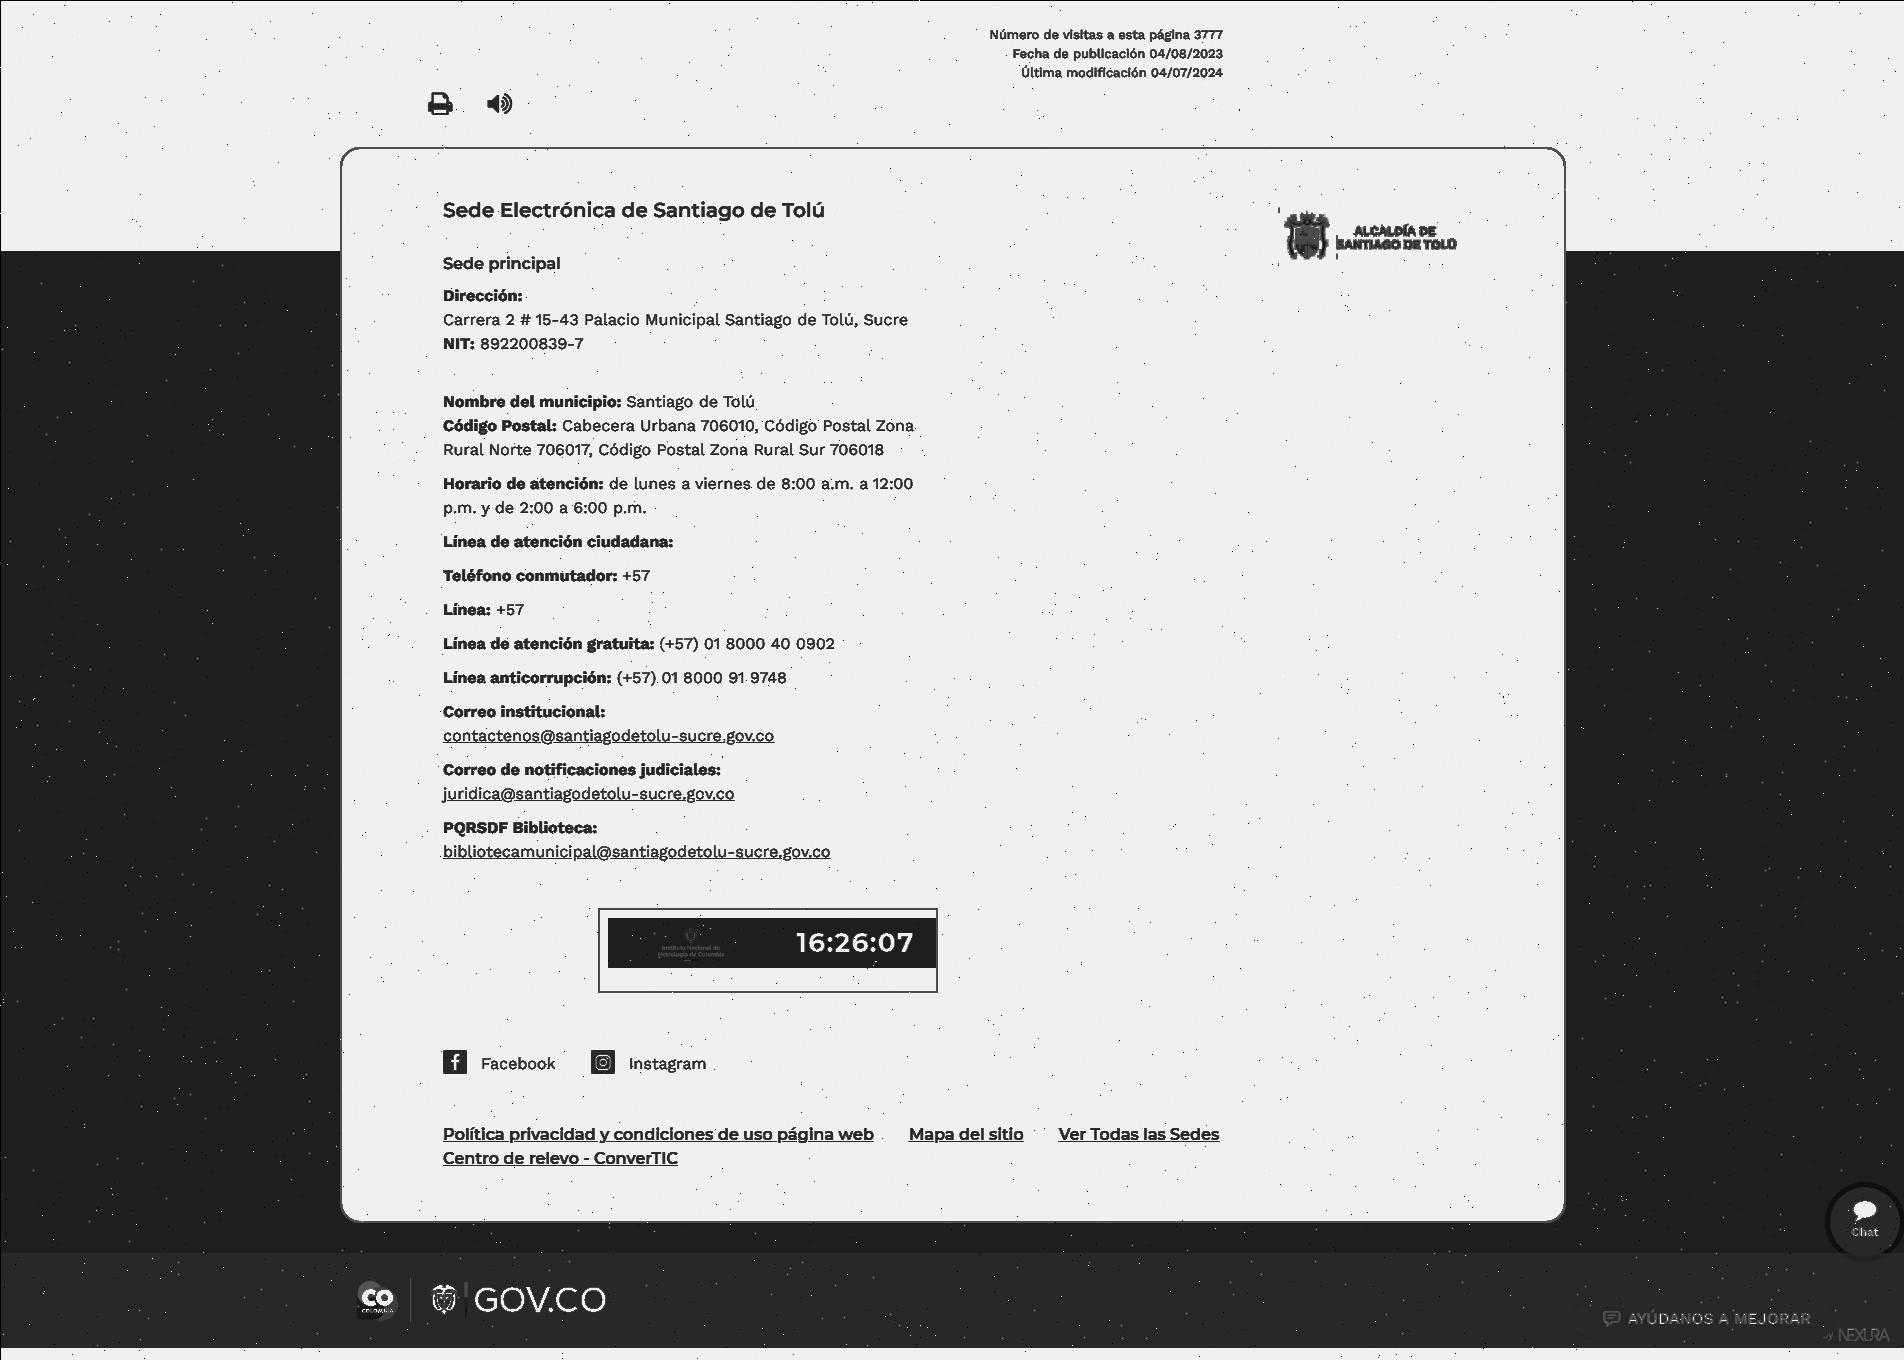 Número de visitas a esta página 3777
Fecha de publicación 04/08/2023
Última modificación 04/07/2024
Sede Electrónica de Santiago de Tolú
ALCALDÍA DE
SANTIAGO DE TOLÚ
Sede principal
Dirección:
Carrera 2 # 15-43 Palacio Municipal Santiago de Tolú, Sucre
NIT: 892200839-7
Nombre del municipio: Santiago de Tolú
Código Postal: Cabecera Urbana 706010, Código Postal Zona
Rural Norte 706017, Código Postal Zona Rural Sur 706018
Horario de atención: de lunes a viernes de 8:00 a.m. a 12:00
p.m. y de 2:00 a 6:00 p.m.
Línea de atención ciudadana:
Teléfono conmutador: +57
Línea: +57
Línea de atención gratuita: (+57) 01 8000 40 0902
Línea anticorrupción: (+57) 01 8000 91 9748
Correo institucional:
contactenos@santiagodetolu-sucre.gov.co
Correo de notificaciones judiciales:
juridica@santiagodetolu-sucre.gov.co
PQRSDF Biblioteca:
bibliotecamunicipal@santiagodetolu-sucre.gov.co
Instituto Nacional de
Metrología de Colombia
16:26:07
Facebook Instagram
Política privacidad y condiciones de uso página web Mapa del sitio Ver Todas las Sedes
Centro de relevo - ConverTIC
Chat
CO
COLOMBIA
GOV.CO
AYÚDANOS A MEJORAR
NEXURA